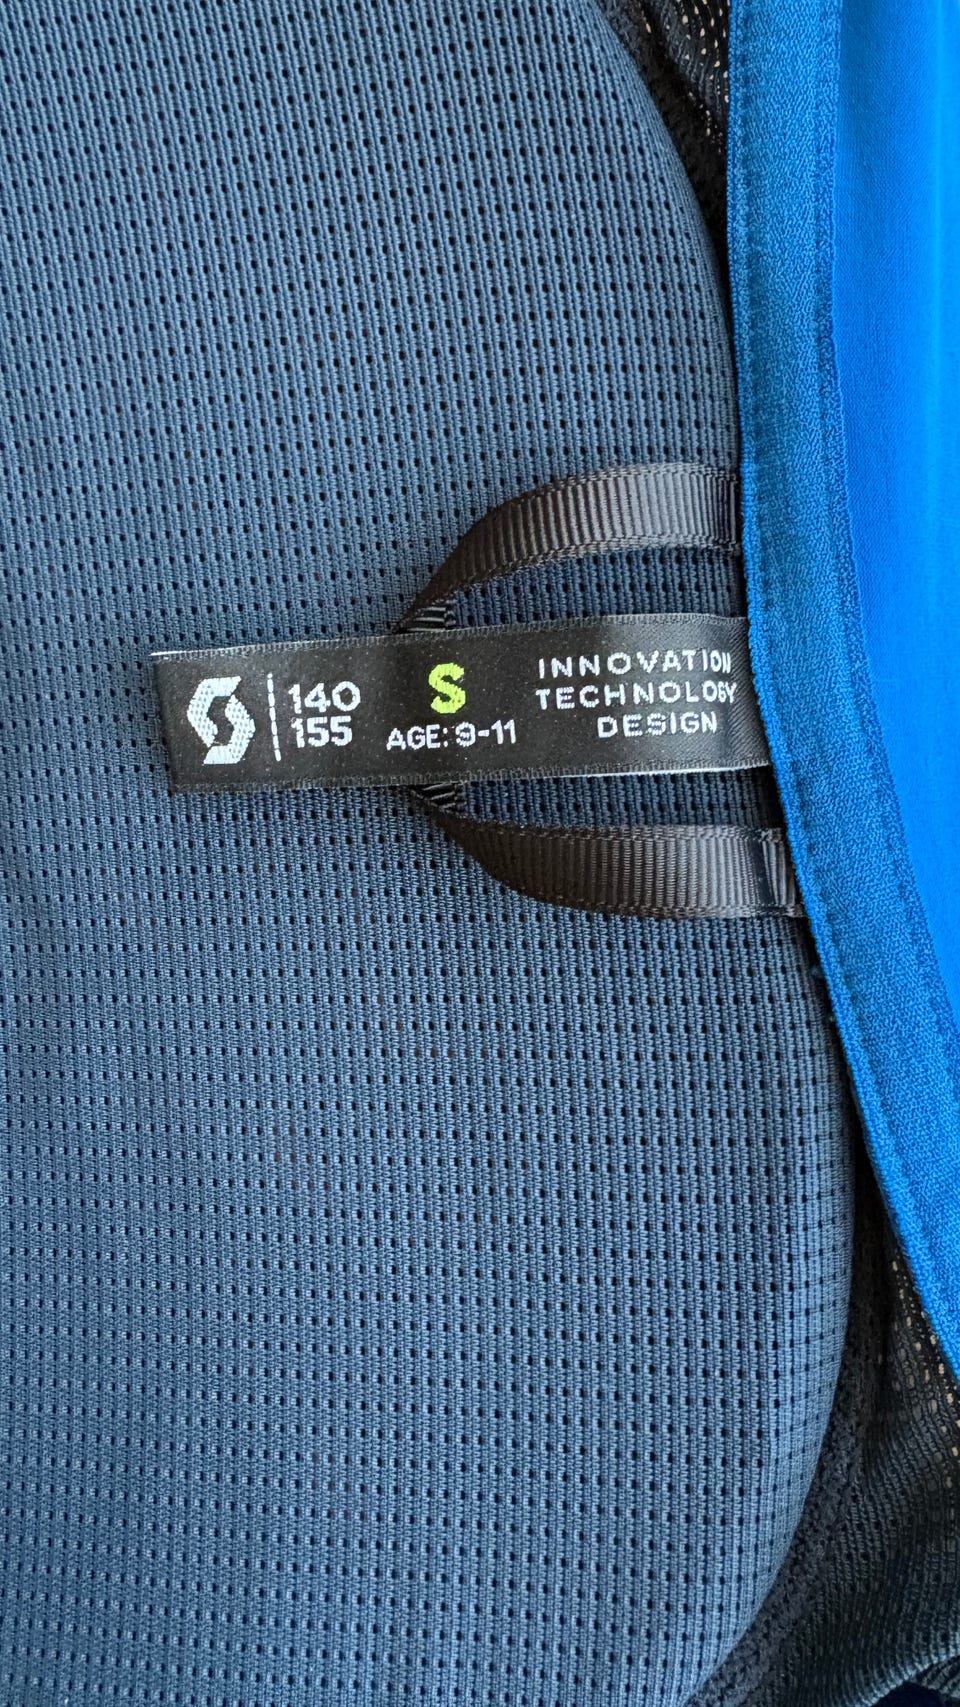 140
155
S
AGE: 9-11
INNOVATION
TECHNOLOGY
DESIGN